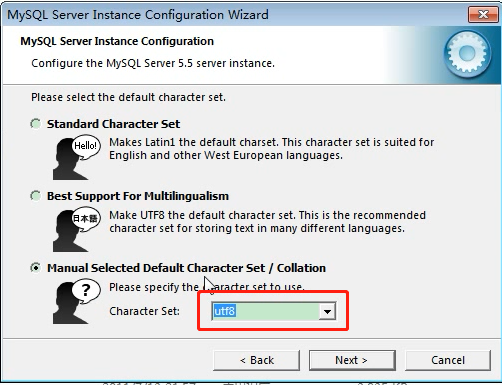 MySQL Server Instance Configuration Wizard
MySQL Server Instance Configuration
Configure the MySQL Server 5.5 server instance.
Please select the default character set.
Standard Character Set
Hello!
Makes Latin1 the default charset. This character set is suited for
English and other West European languages.
Best Support For Multilingualism
日本語
Make UTF8 the default character set. This is the recommended
character set for storing text in many different languages.
Manual Selected Default Character Set / Collation
?
Please specify the character set to use.
Character Set: utf8
< Back Next > Cancel